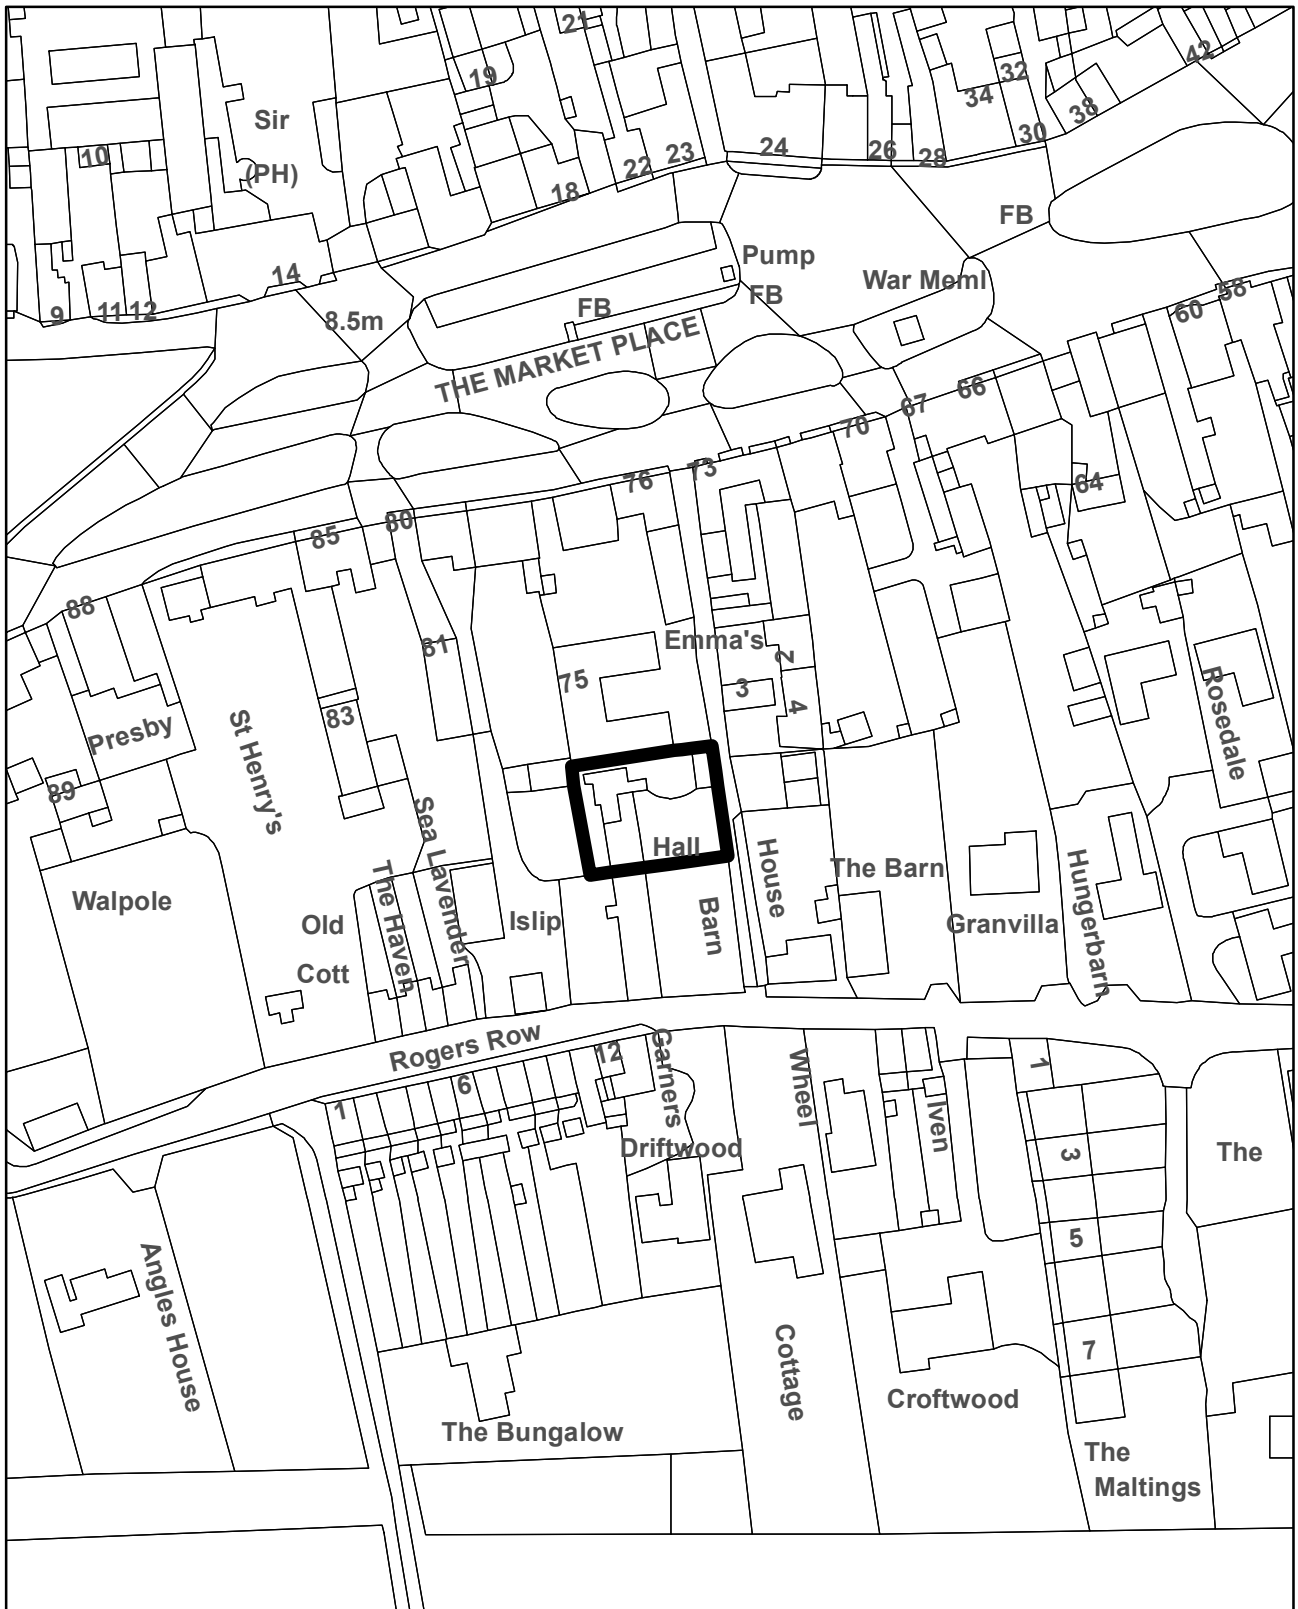 21
42
19
32
34
38
Sir
30
10
24
26
28
23
22
(PH)
18
FB
Pump
14
War Meml
FB
58
FB
60
9
11
12
8.5m
THE MARKET PLACE
66
67
70
73
76
64
80
85
88
Emma's
81
2
75
3
4
Rosedale
83
Presby
St Henry's
89
Sea Lavender
Hall
House
The Barn
Hungerbarn
Walpole
The Haven
Barn
Old
Islip
Granvilla
Cott
Rogers Row
12
Garners
Wheel
1
6
1
Iven
Driftwood
3
The
5
Angles House
Cottage
7
Croftwood
The Bungalow
The
Maltings